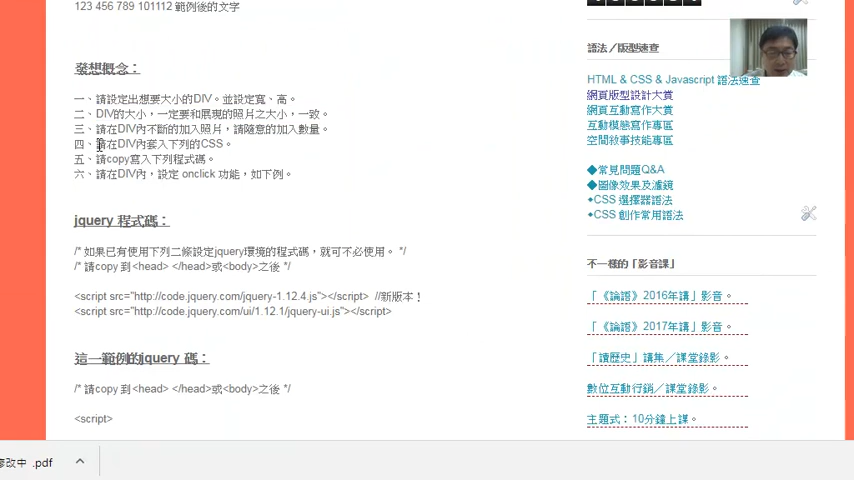 123 456 789 101112 範例後的文字
發想概念：
一、請設定出想要大小的DIV。並設定寬、高。
二、DIV的大小，一定要和展現的照片之大小，一致。
三、請在DIV內不斷的加入照片，請隨意的加入數量。
四、請在DIV內套入下列的CSS。
五、請copy寫入下列程式碼。
六、請在DIV內，設定 onclick 功能，如下例。
jquery 程式碼：
/* 如果已有使用下列二條設定jquery環境的程式碼，就可不必使用。 */
/* 請copy 到<head> </head>或<body>之後 */
<script src="http://code.jquery.com/jquery-1.12.4.js"></script> //新版本！
<script src="http://code.jquery.com/ui/1.12.1/jquery-ui.js"></script>
這一範例的jquery 碼：
/* 請copy 到<head> </head>或<body>之後 */
<script>
語法／版型速查
HTML & CSS & Javascript 語法速查
網頁版型設計大賞
網頁互動寫作大賞
互動模態寫作專區
空間敘事技能專區
◆常見問題Q&A
◆圖像效果及濾鏡
◆CSS 選擇器語法
◆CSS 創作常用語法
不一樣的「影音課」
「《論語》2016年講」影音。
「《論語》2017年講」影音。
「讀歷史」講集／課堂錄影。
數位互動行銷／課堂錄影。
主題式：10分鐘上課。
修改中 .pdf